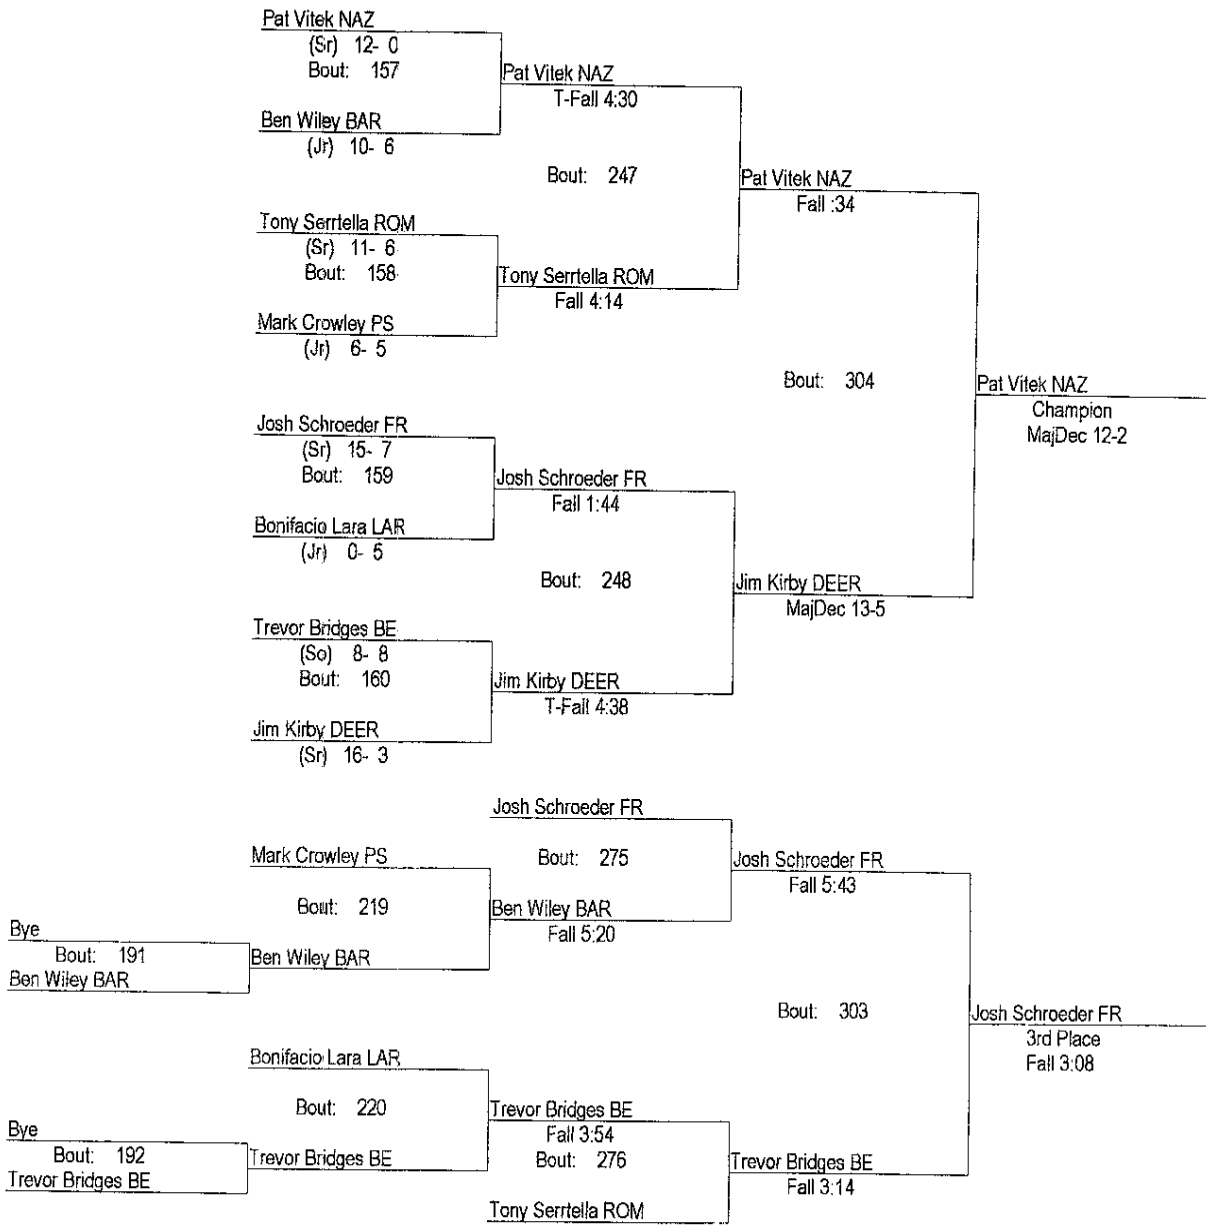 Pat Vitek NAZ
(Sr) 12- 0
Bout: 157
Pat Vitek NAZ
T-Fall 4:30
Ben Wiley BAR
(Jr) 10- 6
Bout: 247
Pat Vitek NAZ
Fall :34
Tony Serrtella ROM
(Sr) 11- 6
Bout: 158
Tony Serrtella ROM
Fall 4:14
Mark Crowley PS
(Jr) 6- 5
Bout: 304
Pat Vitek NAZ
Champion
MajDec 12-2
Josh Schroeder FR
(Sr) 15- 7
Bout: 159
Josh Schroeder FR
Fall 1:44
Bonifacio Lara LAR
(Jr) 0- 5
Bout: 248
Jim Kirby DEER
MajDec 13-5
Trevor Bridges BE
(So) 8- 8
Bout: 160
Jim Kirby DEER
T-Fall 4:38
Jim Kirby DEER
(Sr) 16- 3
Josh Schroeder FR
Bout: 275
Josh Schroeder FR
Fall 5:43
Mark Crowley PS
Bout: 219
Ben Wiley BAR
Fall 5:20
Bye
Bout: 191
Ben Wiley BAR
Ben Wiley BAR
Bout: 303
Josh Schroeder FR
3rd Place
Fall 3:08
Bonifacio Lara LAR
Bout: 220
Trevor Bridges BE
Fall 3:54
Bye
Bout: 192
Trevor Bridges BE
Trevor Bridges BE
Bout: 276
Trevor Bridges BE
Fall 3:14
Tony Serrtella ROM